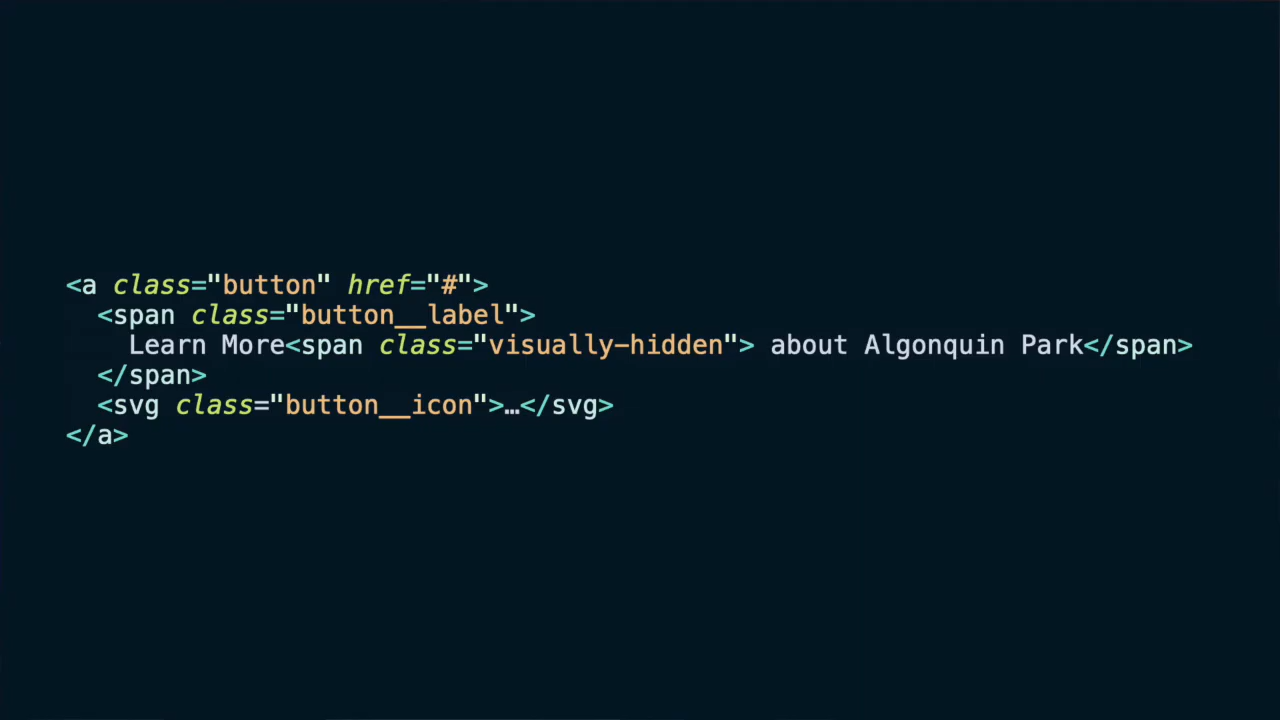 <a class="button" href="#">
  <span class="button__label">
    Learn More<span class="visually-hidden"> about Algonquin Park</span>
  </span>
  <svg class="button__icon">…</svg>
</a>